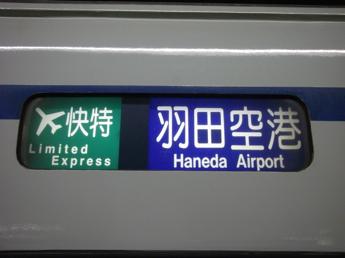 快特
Limited
Express
羽田空港
Haneda Airport